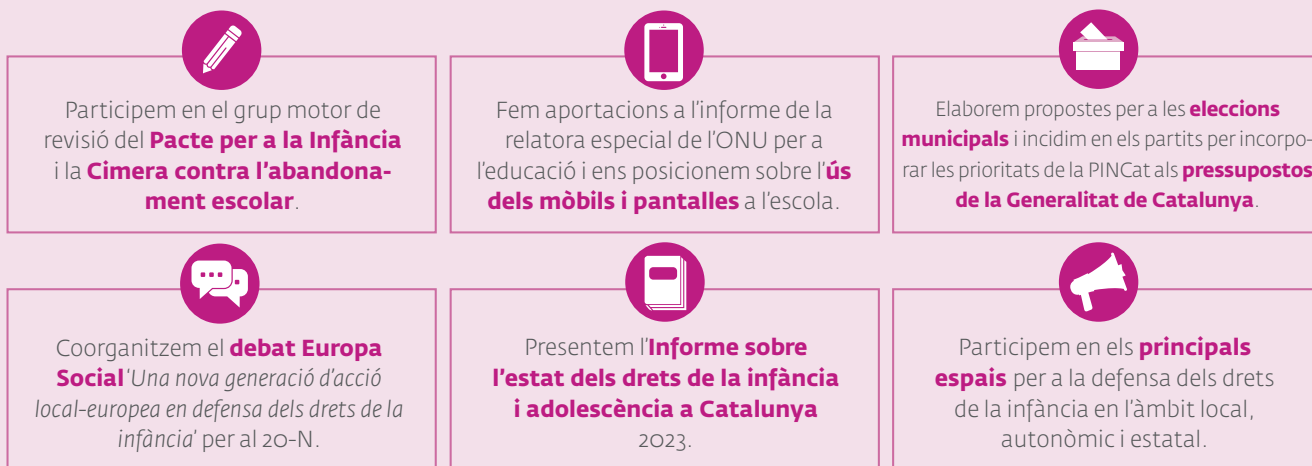 Participem en el grup motor de
revisió del Pacte per a la Infància
i la Cimera contra l'abandona-
ment escolar.
Fem aportacions a l'informe de la
relatora especial de l'ONU per a
l'educació i ens posicionem sobre l'ús
dels mòbils i pantalles a l'escola.
Elaborem propostes per a les eleccions
municipals i incidim en els partits per incorpo-
rar les prioritats de la PINCat als pressupostos
de la Generalitat de Catalunya.
Coorganitzem el debat Europa
Social'Una nova generació d'acció
local-europea en defensa dels drets de la
infància' per al 20-N.
Presentem l'Informe sobre
l'estat dels drets de la infància
i adolescència a Catalunya
2023.
Participem en els principals
espais per a la defensa dels drets
de la infància en l'àmbit local,
autonòmic i estatal.